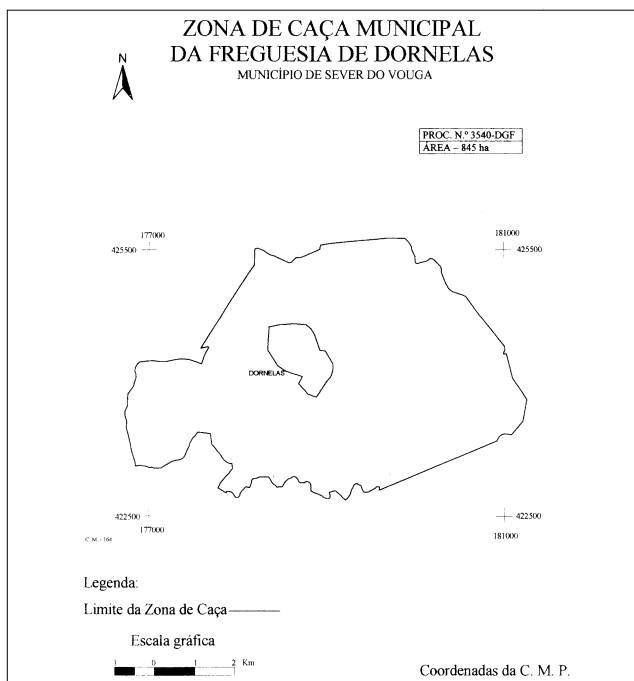 ZONA DE CAÇA MUNICIPAL
DA FREGUESIA DE DORNELAS
MUNICÍPIO DE SEVER DO VOUGA
N
PROC. N.º 3540-DGF
ÁREA – 845 ha
177000
181000
425500
425500
DORNELAS
422500
422500
177000
181000
C. M. - 164
Legenda:
Limite da Zona de Caça
Escala gráfica
1 0 1 2 Km
Coordenadas da C. M. P.